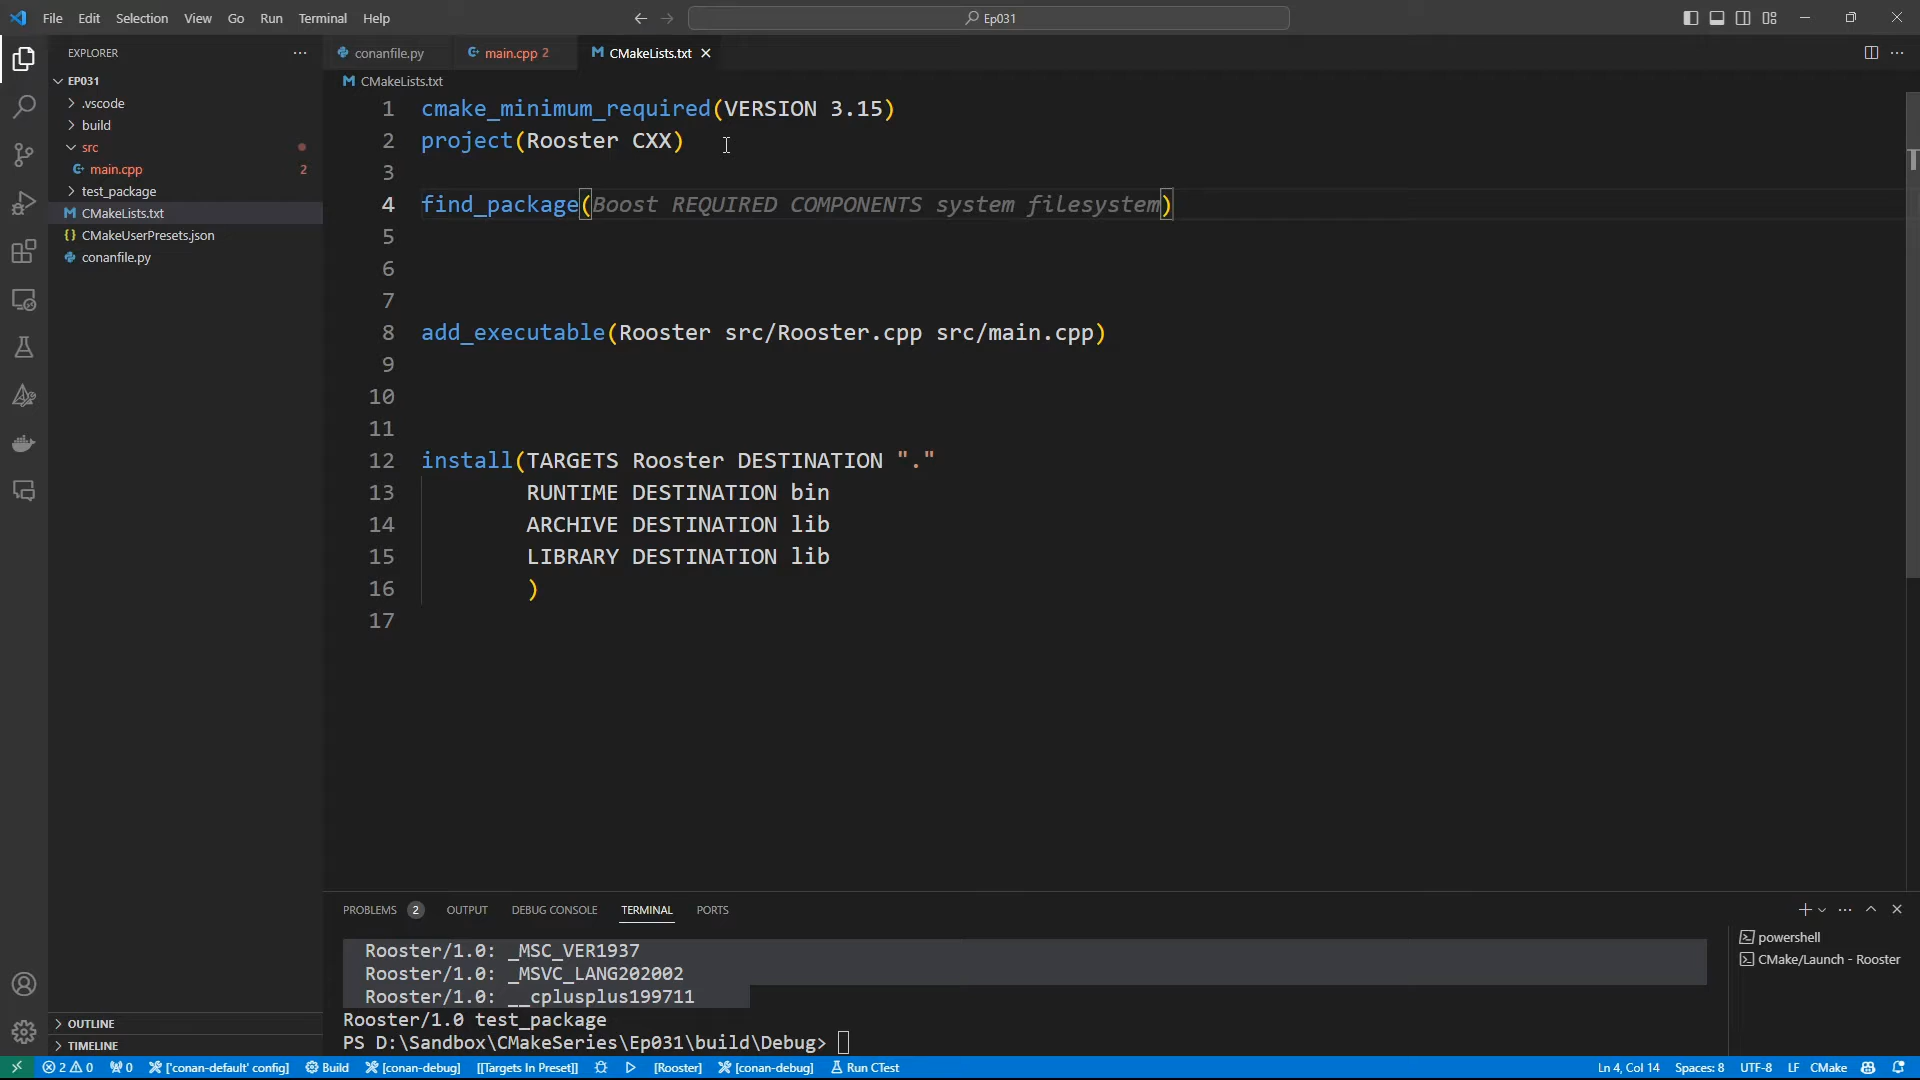 File Edit Selection View Go Run Terminal Help
Ep031
EXPLORER
EP031
.vscode
build
src
main.cpp 2
test_package
CMakeLists.txt
CMakeUserPresets.json
conanfile.py
OUTLINE
TIMELINE
conanfile.py main.cpp 2 CMakeLists.txt
CMakeLists.txt
1 cmake_minimum_required(VERSION 3.15)
2 project(Rooster CXX)
3
4 find_package(Boost REQUIRED COMPONENTS system filesystem)
5
6
7
8 add_executable(Rooster src/Rooster.cpp src/main.cpp)
9
10
11
12 install(TARGETS Rooster DESTINATION "."
13 RUNTIME DESTINATION bin
14 ARCHIVE DESTINATION lib
15 LIBRARY DESTINATION lib
16 )
17
PROBLEMS 2 OUTPUT DEBUG CONSOLE TERMINAL PORTS
Rooster/1.0: _MSC_VER1937
Rooster/1.0: _MSVC_LANG202002
Rooster/1.0: __cplusplus199711
Rooster/1.0 test_package
PS D:\Sandbox\CMakeSeries\Ep031\build\Debug>
powershell
CMake/Launch - Rooster
2 0 0 ['conan-default' config] Build [conan-debug] [[Targets In Preset]] [Rooster] [conan-debug] Run CTest Ln 4, Col 14 Spaces: 8 UTF-8 LF CMake